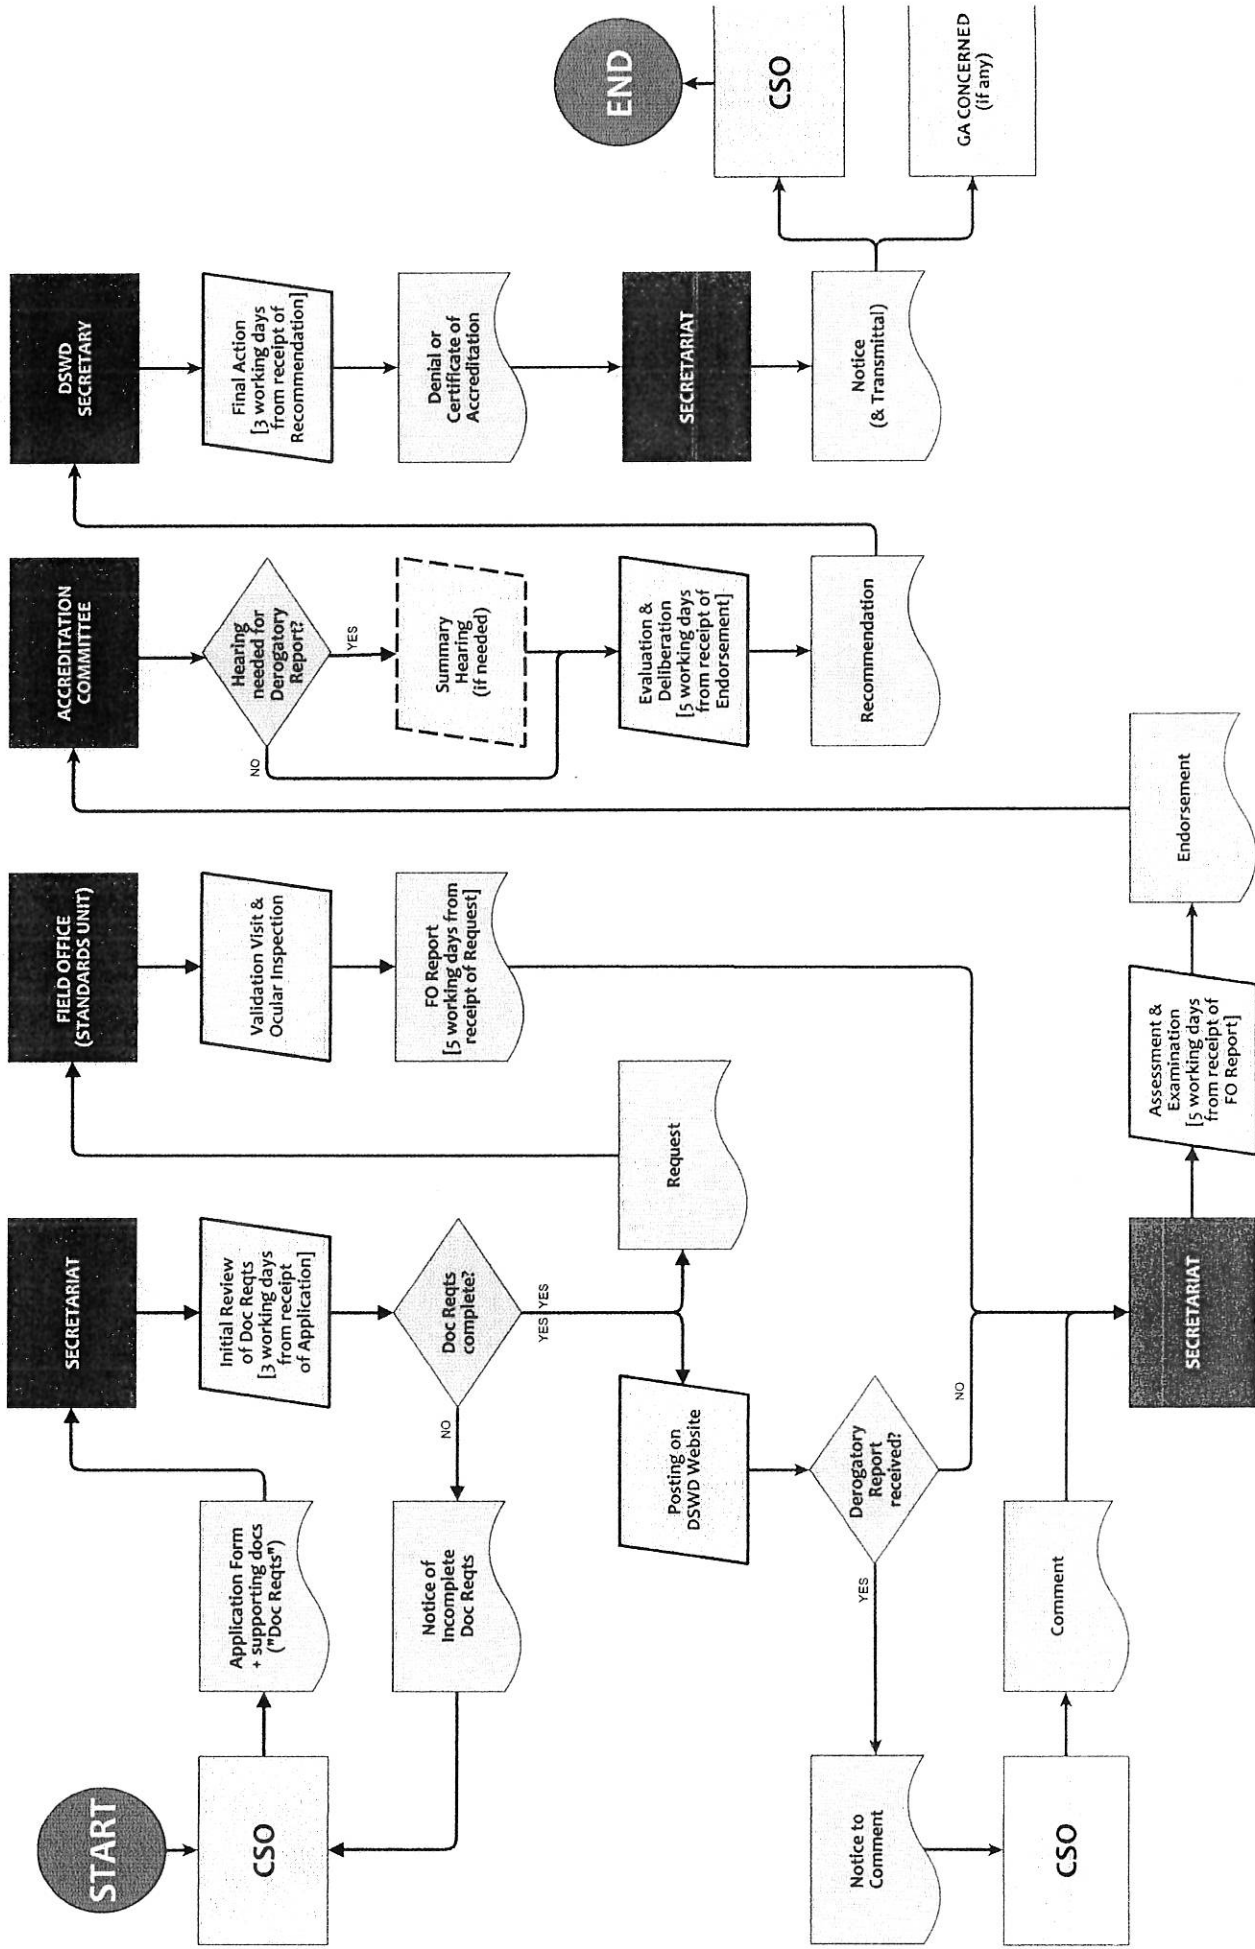 START
CSO
Application Form
+ supporting docs
("Doc Reqts")
SECRETARIAT
Initial Review
of Doc Reqts
[3 working days
from receipt
of Application]
Doc Reqts
complete?
NO
YES
YES
Notice of
Incomplete
Doc Reqts
Posting on
DSWD Website
Request
Derogatory
Report
received?
YES
NO
Notice to
Comment
CSO
Comment
FIELD OFFICE
(STANDARDS UNIT)
Validation Visit &
Ocular Inspection
FO Report
[5 working days from
receipt of Request]
SECRETARIAT
Assessment &
Examination
[5 working days
from receipt of
FO Report]
Endorsement
ACCREDITATION
COMMITTEE
Hearing
needed for
Derogatory
Report?
NO
YES
Summary
Hearing
(if needed)
Evaluation &
Deliberation
[5 working days
from receipt of
Endorsement]
Recommendation
DSWD
SECRETARY
Final Action
[3 working days
from receipt of
Recommendation]
Denial or
Certificate of
Accreditation
SECRETARIAT
Notice
(& Transmittal)
CSO
END
GA CONCERNED
(if any)